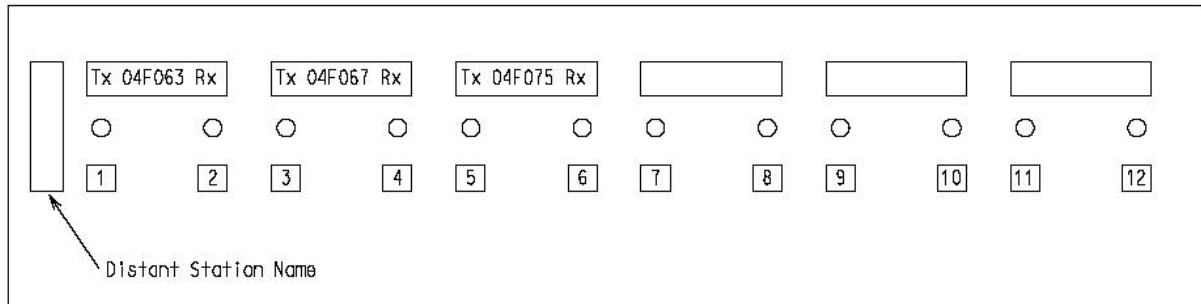 Tx 04F063 Rx Tx 04F067 Rx Tx 04F075 Rx
1 2 3 4 5 6 7 8 9 10 11 12
Distant Station Name